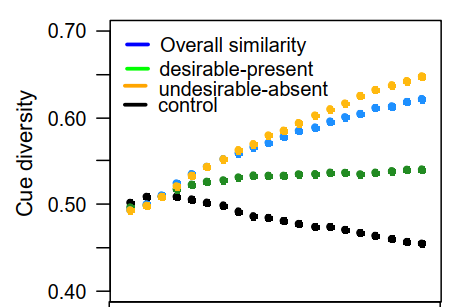 0.70
0.60
0.50
0.40
Cue diversity
Overall similarity
desirable-present
undesirable-absent
control